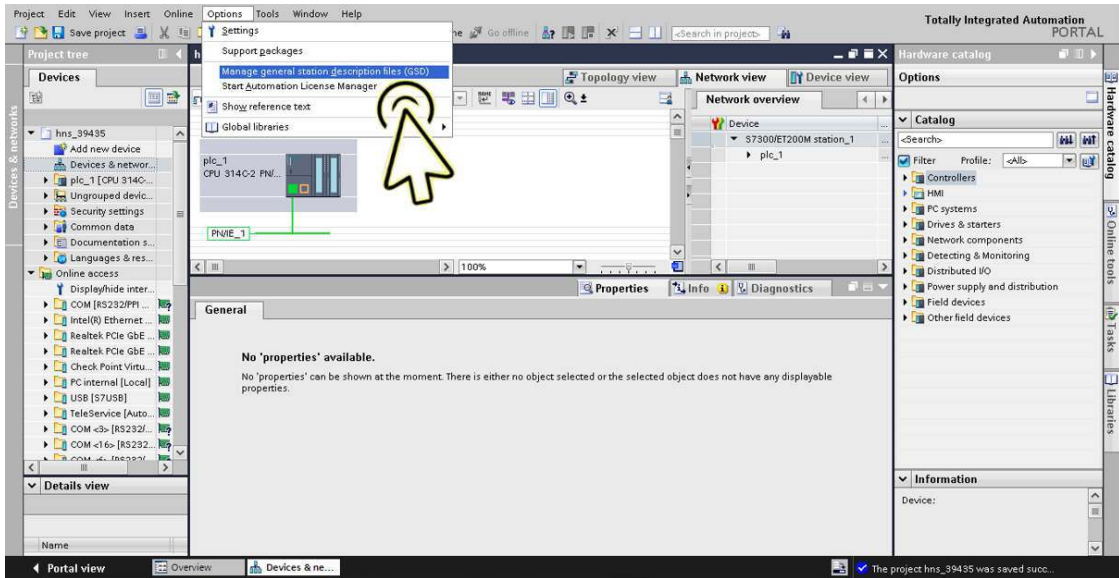 Project Edit View Insert Online Options Tools Window Help
Totally Integrated Automation
PORTAL
Save project
Go offline
<Search in project>
Settings
Support packages
Manage general station description files (GSD)
Start Automation License Manager
Show reference text
Global libraries
Project tree
Devices
Devices & networks
hns_39435
Add new device
Devices & networ...
plc_1 [CPU 314C-...
Ungrouped devic...
Security settings
Common data
Documentation s...
Languages & res...
Online access
Display/hide inter...
COM [RS232/PPI ...
Intel(R) Ethernet ...
Realtek PCIe GbE ...
Realtek PCIe GbE ...
Check Point Virtu...
PC internal [Local]
USB [S7USB]
TeleService [Auto...
COM <3> [RS232/...
COM <16> [RS232...
Details view
Name
Topology view
Network view
Device view
plc_1
CPU 314C-2 PN/...
PN/IE_1
100%
Network overview
Device
S7300/ET200M station_1
plc_1
Properties
Info
Diagnostics
General
No 'properties' available.
No 'properties' can be shown at the moment. There is either no object selected or the selected object does not have any displayable
properties.
Hardware catalog
Options
Catalog
<Search>
Filter Profile: <All>
Controllers
HMI
PC systems
Drives & starters
Network components
Detecting & Monitoring
Distributed I/O
Power supply and distribution
Field devices
Other field devices
Information
Device:
Hardware catalog
Online tools
Tasks
Libraries
Portal view
Overview
Devices & ne...
The project hns_39435 was saved succ...